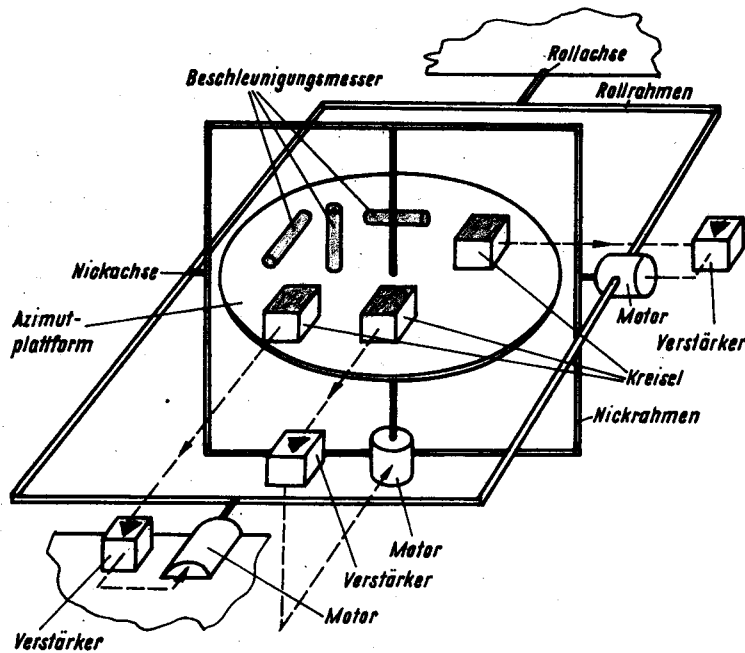 Rollachse
Beschleunigungsmesser
Rollrahmen
Nickachse
Azimut-
plattform
Motor
Verstärker
Kreisel
Nickrahmen
Motor
Verstärker
Motor
Verstärker